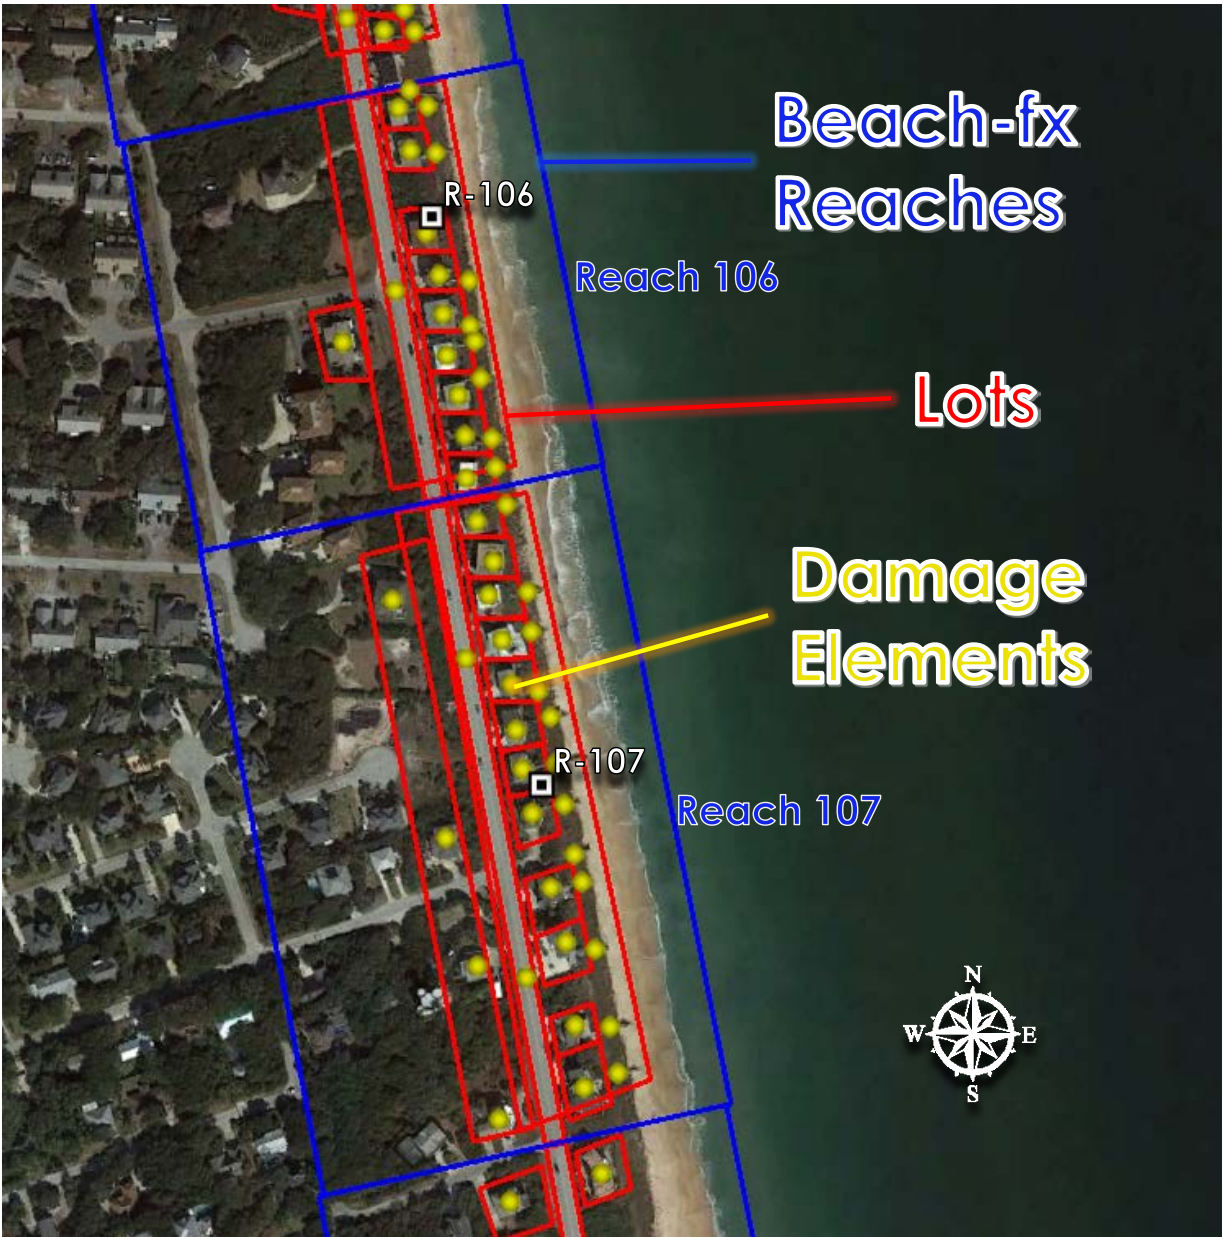 Beach-fx
Reaches
R-106
Reach 106
Lots
Damage
Elements
R-107
Reach 107
N
W E
S